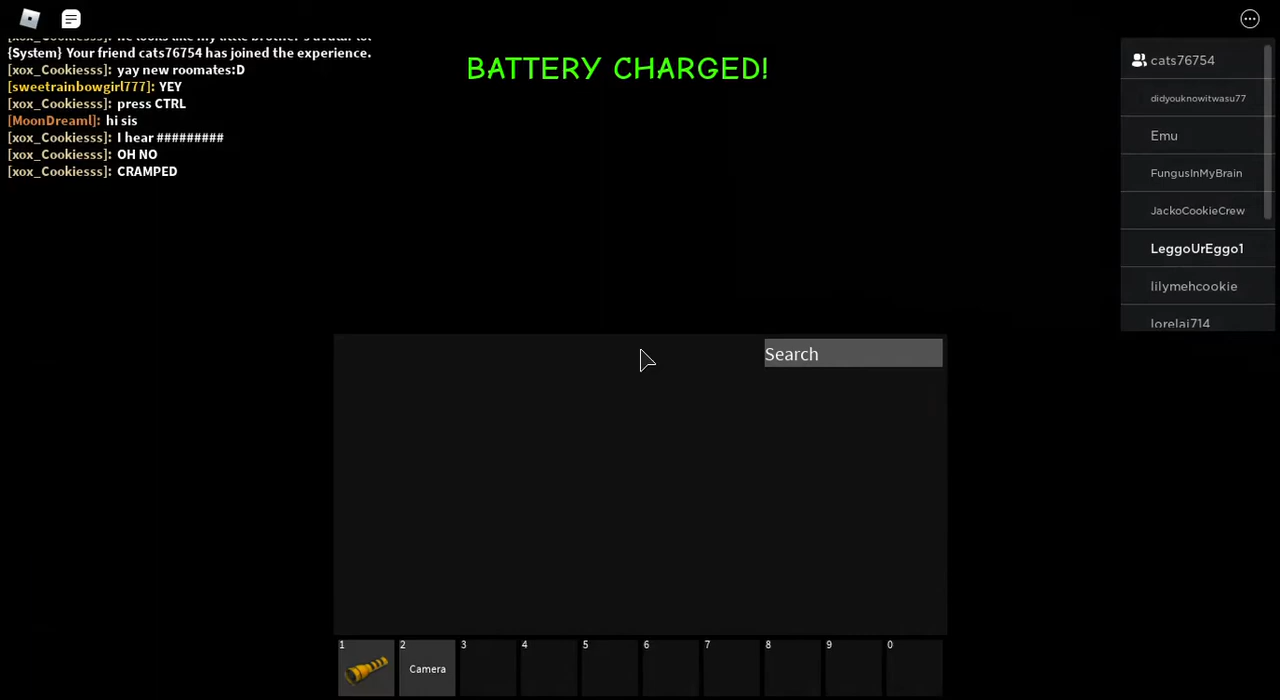 {System} Your friend cats76754 has joined the experience.
[xox_Cookiesss]: yay new roomates:D
[sweetrainbowgirl777]: YEY
[xox_Cookiesss]: press CTRL
[MoonDreaml]: hi sis
[xox_Cookiesss]: I hear #########
[xox_Cookiesss]: OH NO
[xox_Cookiesss]: CRAMPED
BATTERY CHARGED!
cats76754
didyouknowitwasu77
Emu
FungusInMyBrain
JackoCookieCrew
LeggoUrEggo1
lilymehcookie
lorelai714
Search
1 2 3 4 5 6 7 8 9 0
Camera